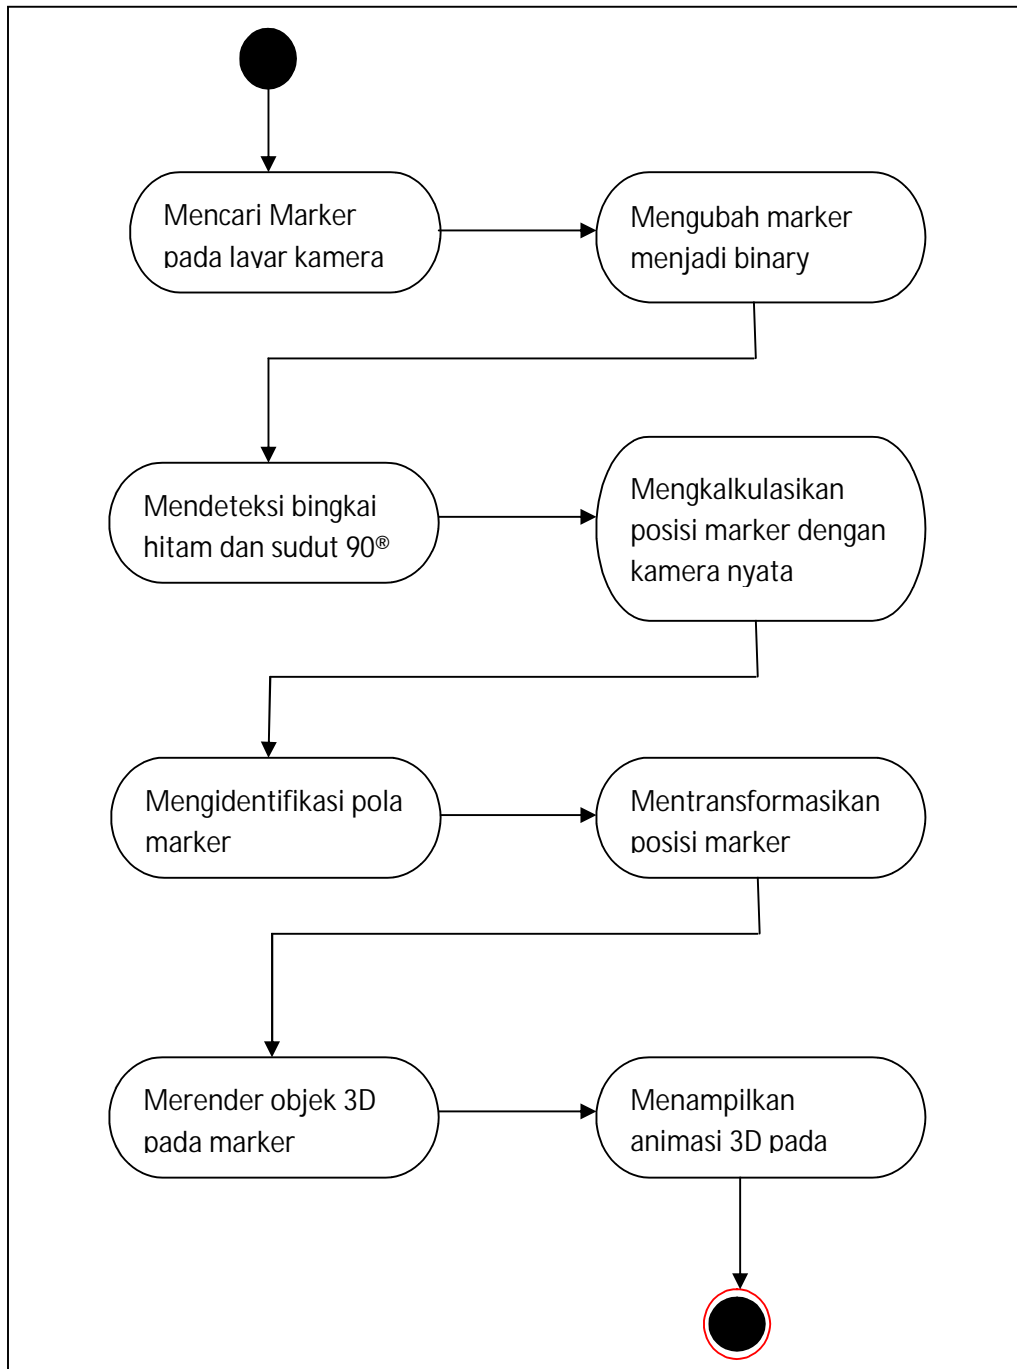 Mencari Marker
pada layar kamera
Mengubah marker
menjadi binary
Mendeteksi bingkai
hitam dan sudut 90®
Mengkalkulasikan
posisi marker dengan
kamera nyata
Mengidentifikasi pola
marker
Mentransformasikan
posisi marker
Merender objek 3D
pada marker
Menampilkan
animasi 3D pada